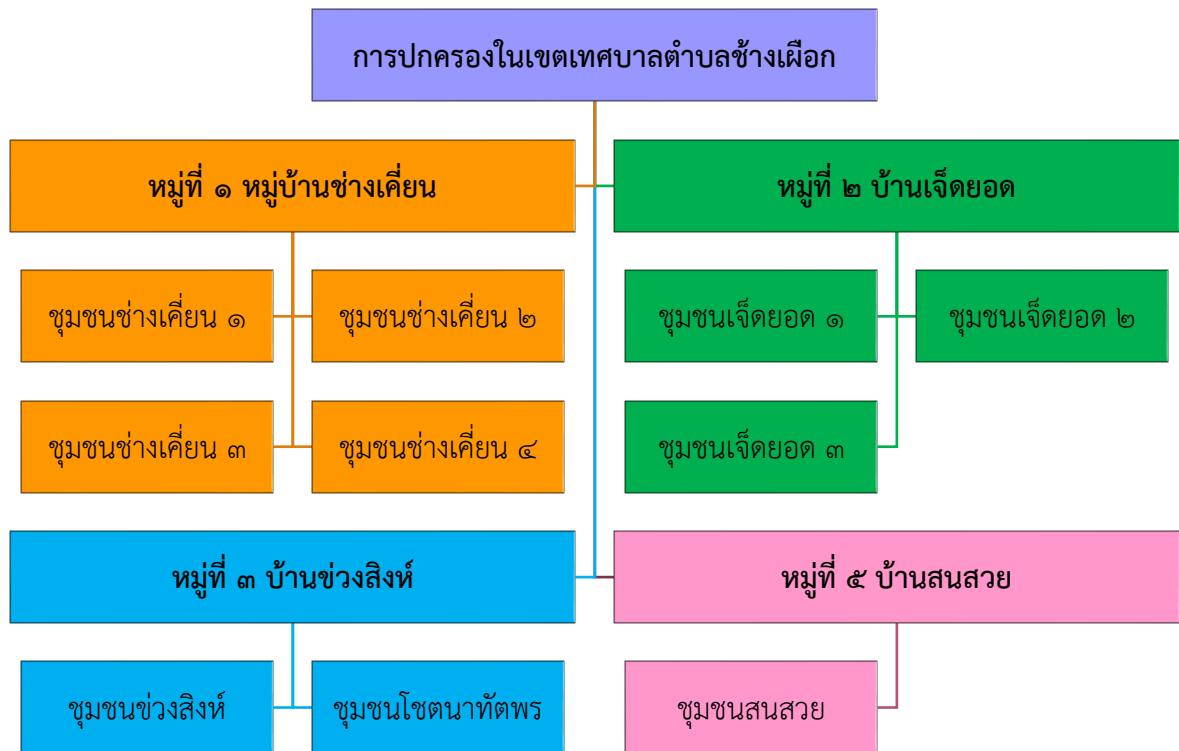 การปกครองในเขตเทศบาลตำบลช้างเผือก
หมู่ที่ ๑ หมู่บ้านช่างเคี่ยน
หมู่ที่ ๒ บ้านเจ็ดยอด
ชุมชนช่างเคี่ยน ๑
ชุมชนช่างเคี่ยน ๒
ชุมชนเจ็ดยอด ๑
ชุมชนเจ็ดยอด ๒
ชุมชนช่างเคี่ยน ๓
ชุมชนช่างเคี่ยน ๔
ชุมชนเจ็ดยอด ๓
หมู่ที่ ๓ บ้านข่วงสิงห์
หมู่ที่ ๕ บ้านสนสวย
ชุมชนข่วงสิงห์
ชุมชนโชตนาทัตพร
ชุมชนสนสวย